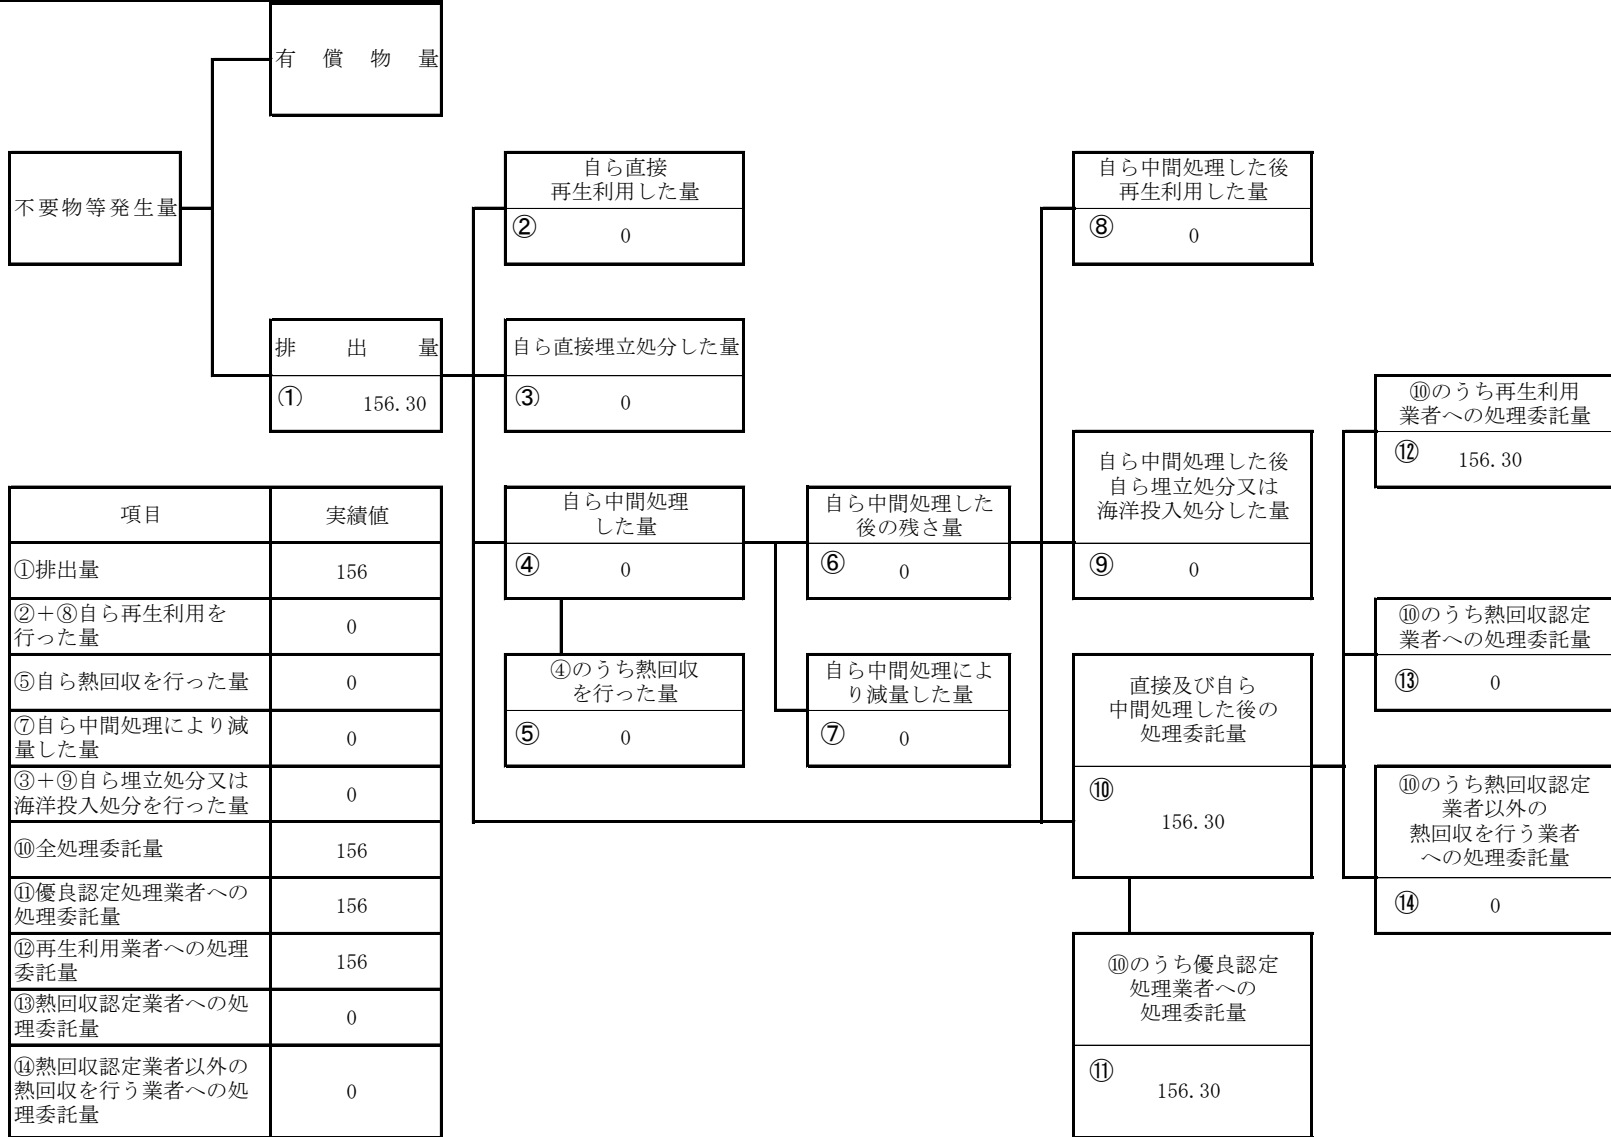 有償物量
不要物等発生量
排出量
① 156.30
自ら直接
再生利用した量
② 0
自ら直接埋立処分した量
③ 0
自ら中間処理
した量
④ 0
④のうち熱回収
を行った量
⑤ 0
自ら中間処理した
後の残さ量
⑥ 0
自ら中間処理によ
り減量した量
⑦ 0
自ら中間処理した後
再生利用した量
⑧ 0
自ら中間処理した後
自ら埋立処分又は
海洋投入処分した量
⑨ 0
直接及び自ら
中間処理した後の
処理委託量
⑩
156.30
⑩のうち優良認定
処理業者への
処理委託量
⑪
156.30
⑩のうち再生利用
業者への処理委託量
⑫ 156.30
⑩のうち熱回収認定
業者への処理委託量
⑬ 0
⑩のうち熱回収認定
業者以外の
熱回収を行う業者
への処理委託量
⑭ 0
項目 実績値
①排出量 156
②＋⑧自ら再生利用を
行った量 0
⑤自ら熱回収を行った量 0
⑦自ら中間処理により減
量した量 0
③＋⑨自ら埋立処分又は
海洋投入処分を行った量 0
⑩全処理委託量 156
⑪優良認定処理業者への
処理委託量 156
⑫再生利用業者への処理
委託量 156
⑬熱回収認定業者への処
理委託量 0
⑭熱回収認定業者以外の
熱回収を行う業者への処
理委託量 0